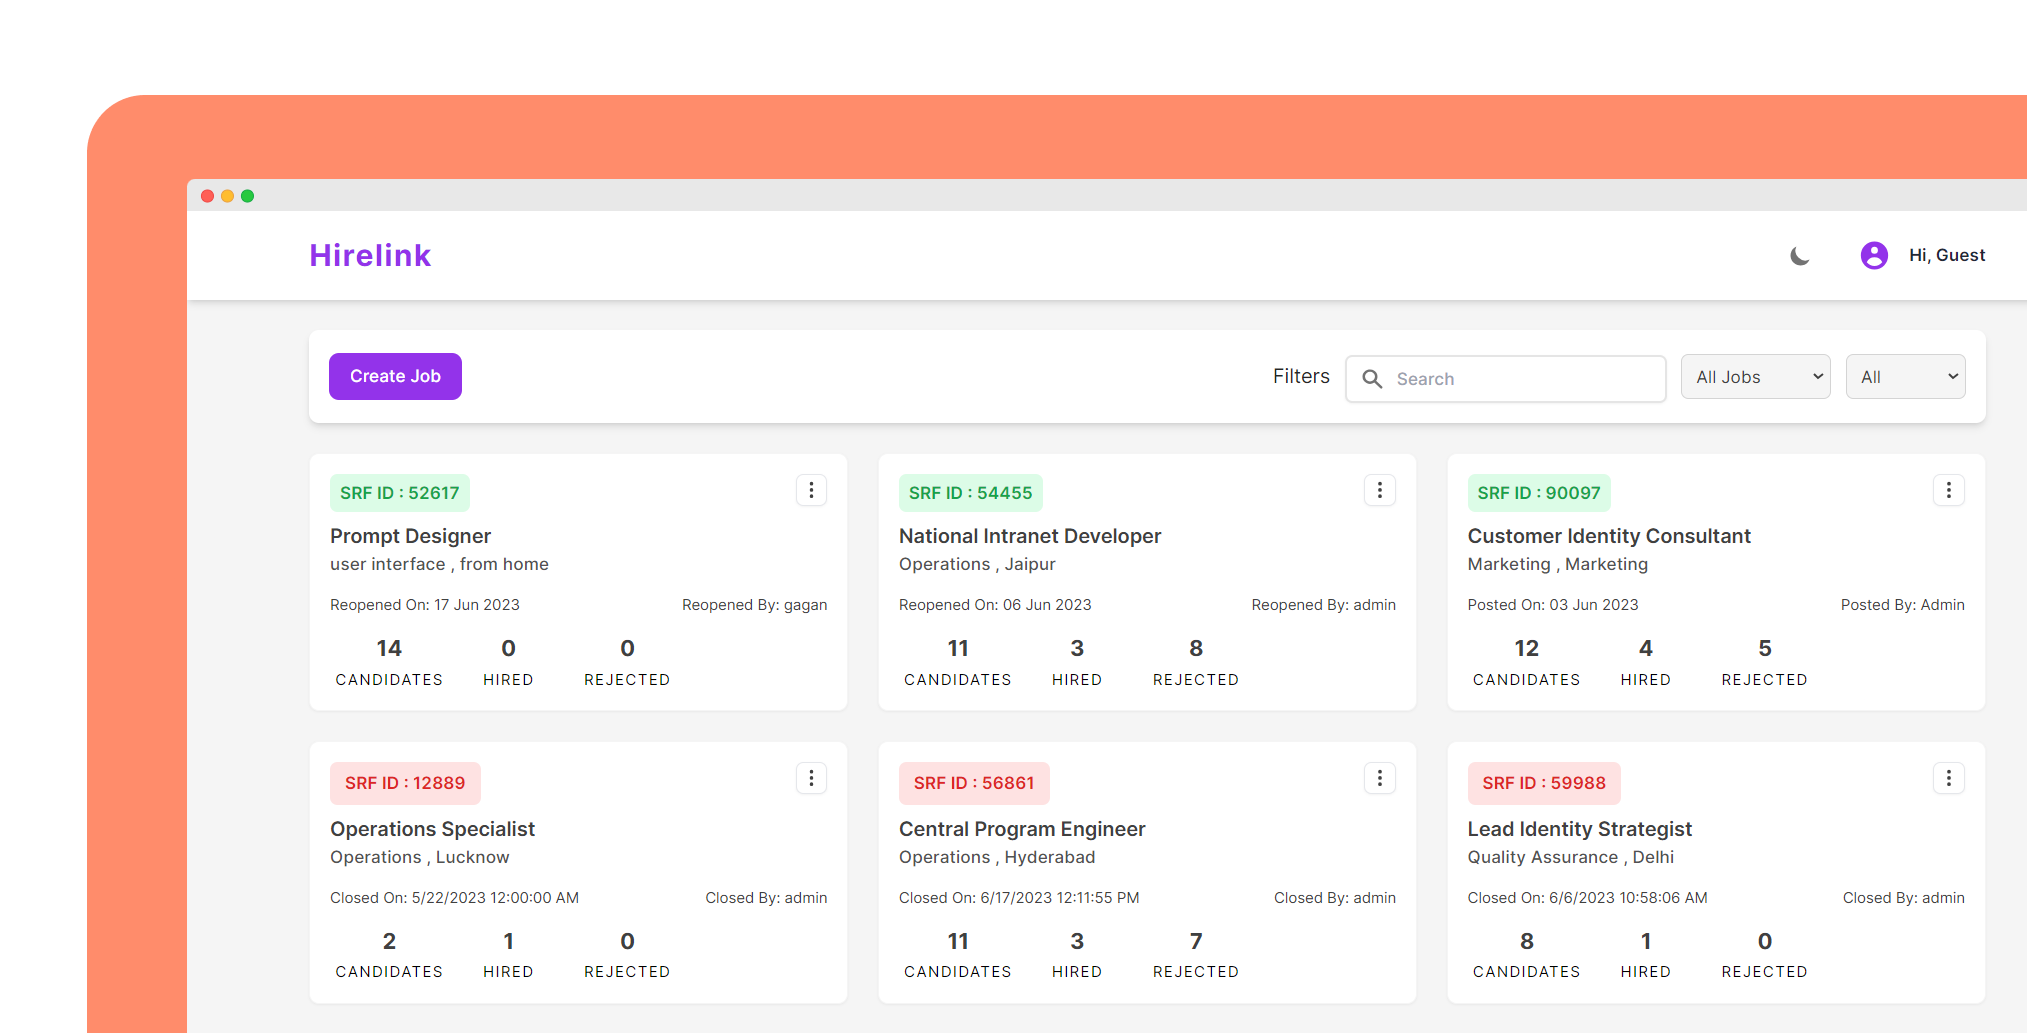 Hirelink
Hi, Guest
Create Job
Filters
Search
All Jobs
All
SRF ID : 52617
Prompt Designer
user interface , from home
Reopened On: 17 Jun 2023
Reopened By: gagan
14
0
0
CANDIDATES
HIRED
REJECTED
SRF ID : 54455
National Intranet Developer
Operations , Jaipur
Reopened On: 06 Jun 2023
Reopened By: admin
11
3
8
CANDIDATES
HIRED
REJECTED
SRF ID : 90097
Customer Identity Consultant
Marketing , Marketing
Posted On: 03 Jun 2023
Posted By: Admin
12
4
5
CANDIDATES
HIRED
REJECTED
SRF ID : 12889
Operations Specialist
Operations , Lucknow
Closed On: 5/22/2023 12:00:00 AM
Closed By: admin
2
1
0
CANDIDATES
HIRED
REJECTED
SRF ID : 56861
Central Program Engineer
Operations , Hyderabad
Closed On: 6/17/2023 12:11:55 PM
Closed By: admin
11
3
7
CANDIDATES
HIRED
REJECTED
SRF ID : 59988
Lead Identity Strategist
Quality Assurance , Delhi
Closed On: 6/6/2023 10:58:06 AM
Closed By: admin
8
1
0
CANDIDATES
HIRED
REJECTED